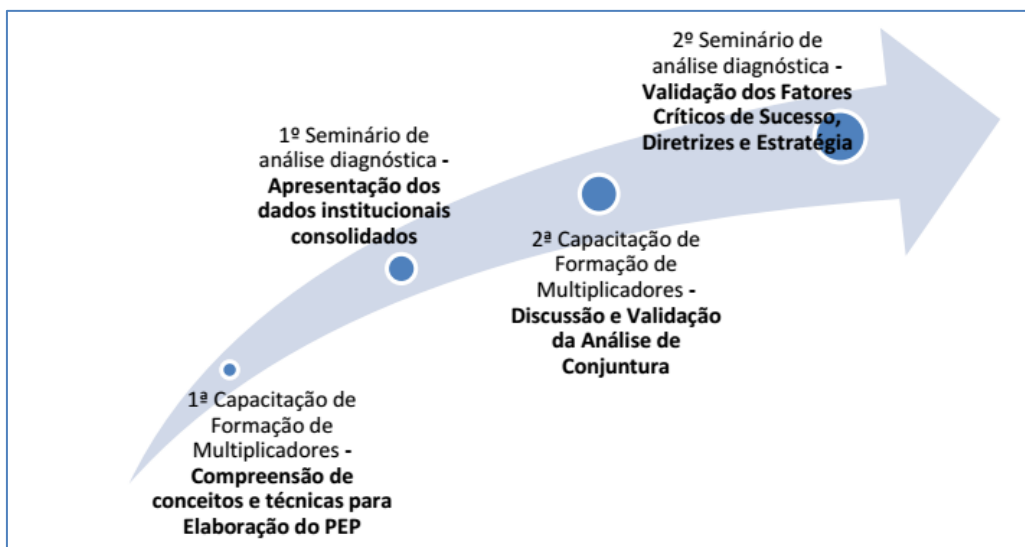 1ª Capacitação de
Formação de
Multiplicadores -
Compreensão de
conceitos e técnicas para
Elaboração do PEP
1º Seminário de
análise diagnóstica -
Apresentação dos
dados institucionais
consolidados
2ª Capacitação de
Formação de
Multiplicadores -
Discussão e Validação
da Análise de
Conjuntura
2º Seminário de
análise diagnóstica -
Validação dos Fatores
Críticos de Sucesso,
Diretrizes e Estratégia